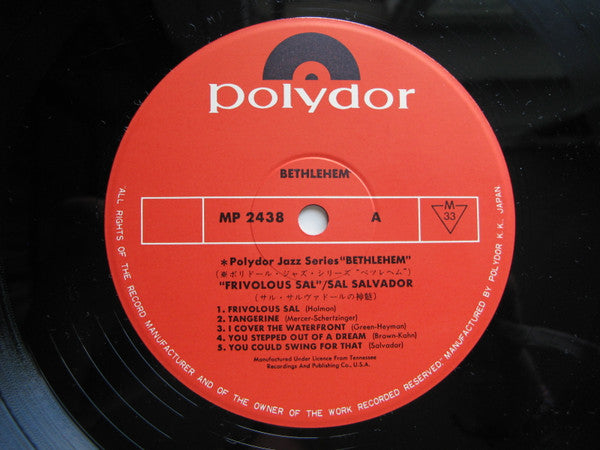 polydor
BETHLEHEM
MP 2438 A M 33
*Polydor Jazz Series"BETHLEHEM"
(※ポリドール・ジャズ・シリーズ "ベツレヘム")
"FRIVOLOUS SAL"/SAL SALVADOR
(サル・サルヴァドールの神髄)
1. FRIVOLOUS SAL (Holman)
2. TANGERINE (Mercer-Schertzinger)
3. I COVER THE WATERFRONT (Green-Heyman)
4. YOU STEPPED OUT OF A DREAM (Brown-Kahn)
5. YOU COULD SWING FOR THAT (Salvador)
Manufactured Under Licence From Tennessee
Recordings And Publishing Co., U.S.A.
ALL RIGHTS OF THE RECORD MANUFACTURER AND OF THE OWNER OF THE WORK RECORDED RESERVED: MANUFACTURED BY POLYDOR K.K. JAPAN.